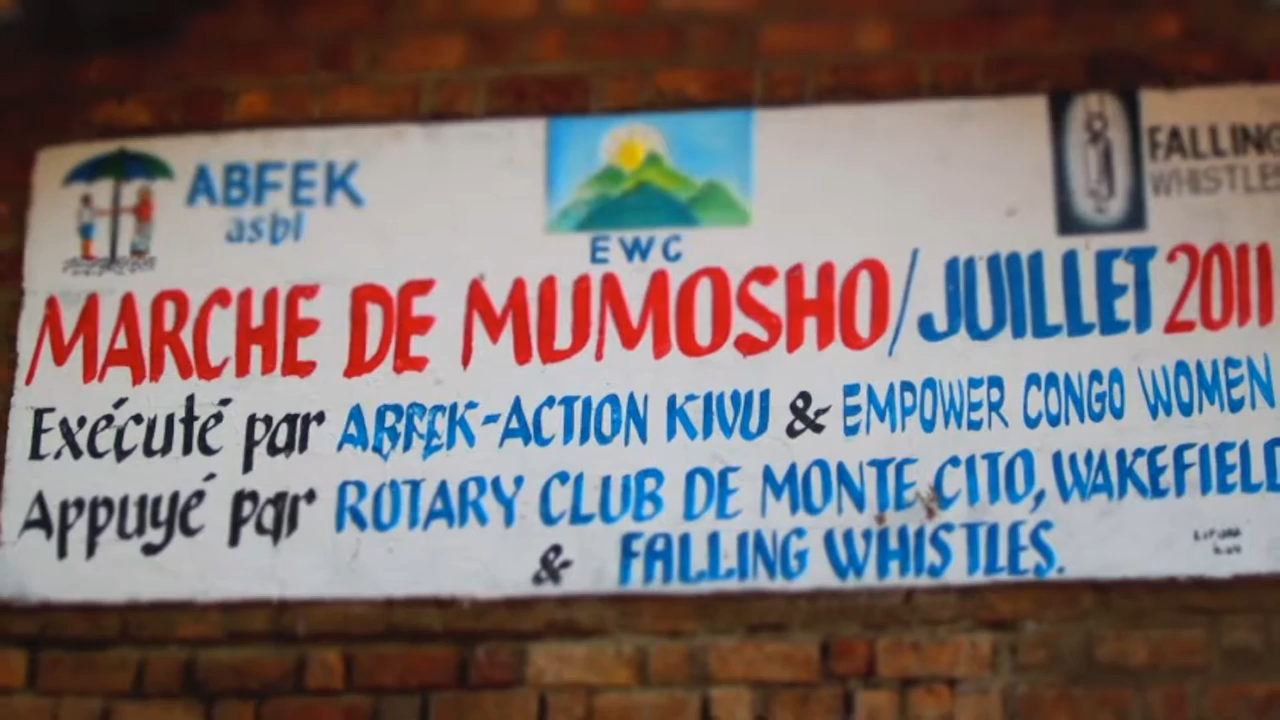 ABFEK
asbl
EWC
FALLING
WHISTLES
MARCHE DE MUMOSHO/JUILLET 2011
Exécuté par ABFEK-ACTION KIVU & EMPOWER CONGO WOMEN
Appuyé par ROTARY CLUB DE MONTE CITO, WAKEFIELD
& FALLING WHISTLES.